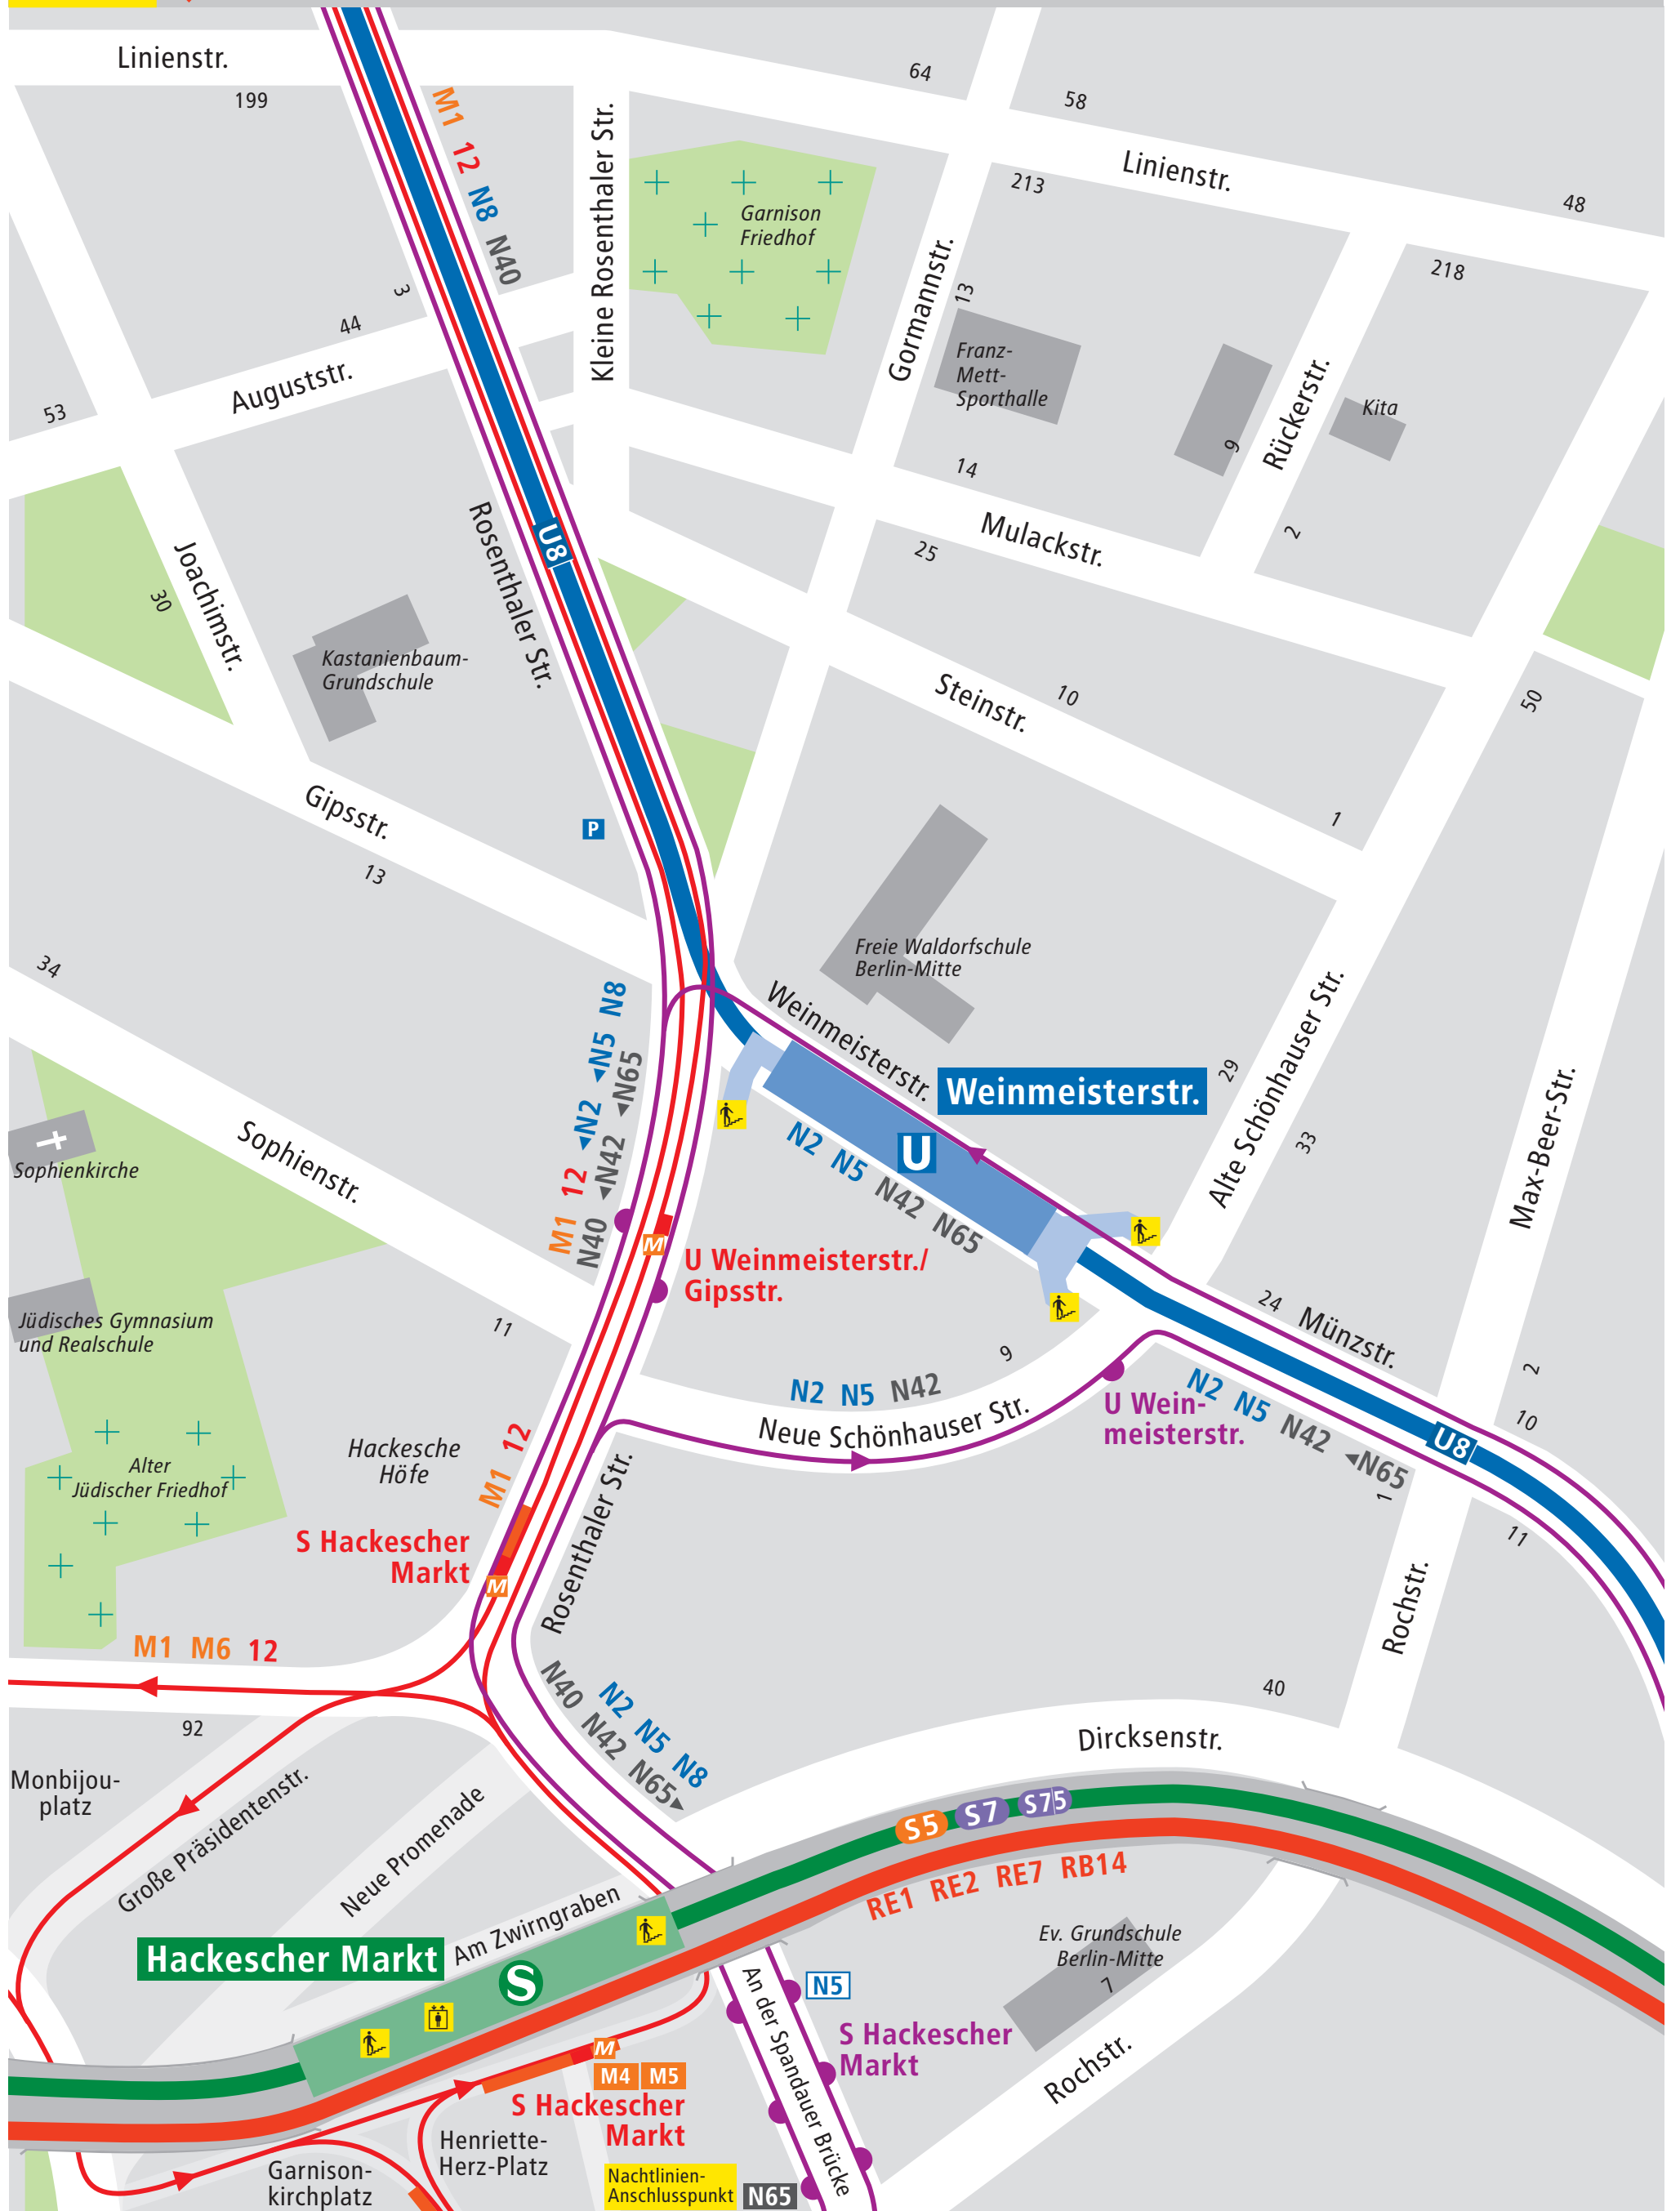 Linienstr.
199
64
58
Linienstr.
213
48
218
M1 12 N8 N40
Kleine Rosenthaler Str.
Garnison
Friedhof
Gormannstr.
13
3
44
Auguststr.
53
Franz-
Mett-
Sporthalle
Rückerstr.
9
Kita
14
2
Mulackstr.
25
U8
Rosenthaler Str.
Joachimstr.
30
Kastanienbaum-
Grundschule
Steinstr.
10
50
1
Gipsstr.
P
13
34
Freie Waldorfschule
Berlin-Mitte
Weinmeisterstr.
Weinmeisterstr.
29
Alte Schönhauser Str.
33
Max-Beer-Str.
M1 12 ◄N2 ◄N5 N8
N40 ◄N42 ◄N65
U
N2 N5 N42 N65
Sophienkirche
Sophienstr.
M
U Weinmeisterstr./
Gipsstr.
Jüdisches Gymnasium
und Realschule
11
24
Münzstr.
2
10
9
N2 N5 N42
Neue Schönhauser Str.
U Wein-
meisterstr.
N2 N5 N42 ◄N65
U8
1
11
Hackesche
Höfe
M1 12
Alter
Jüdischer Friedhof
Rosenthaler Str.
S Hackescher
Markt
M
Rochstr.
M1 M6 12
92
N2 N5 N8
N40 N42 N65►
40
Dircksenstr.
Monbijou-
platz
Große Präsidentenstr.
Neue Promenade
S5 S7 S75
RE1 RE2 RE7 RB14
Am Zwirngraben
Hackescher Markt
S
Ev. Grundschule
Berlin-Mitte
7
N5
An der Spandauer Brücke
S Hackescher
Markt
M
M4 M5
S Hackescher
Markt
Rochstr.
Henriette-
Herz-Platz
Garnison-
kirchplatz
Nachtlinien-
Anschlusspunkt
N65